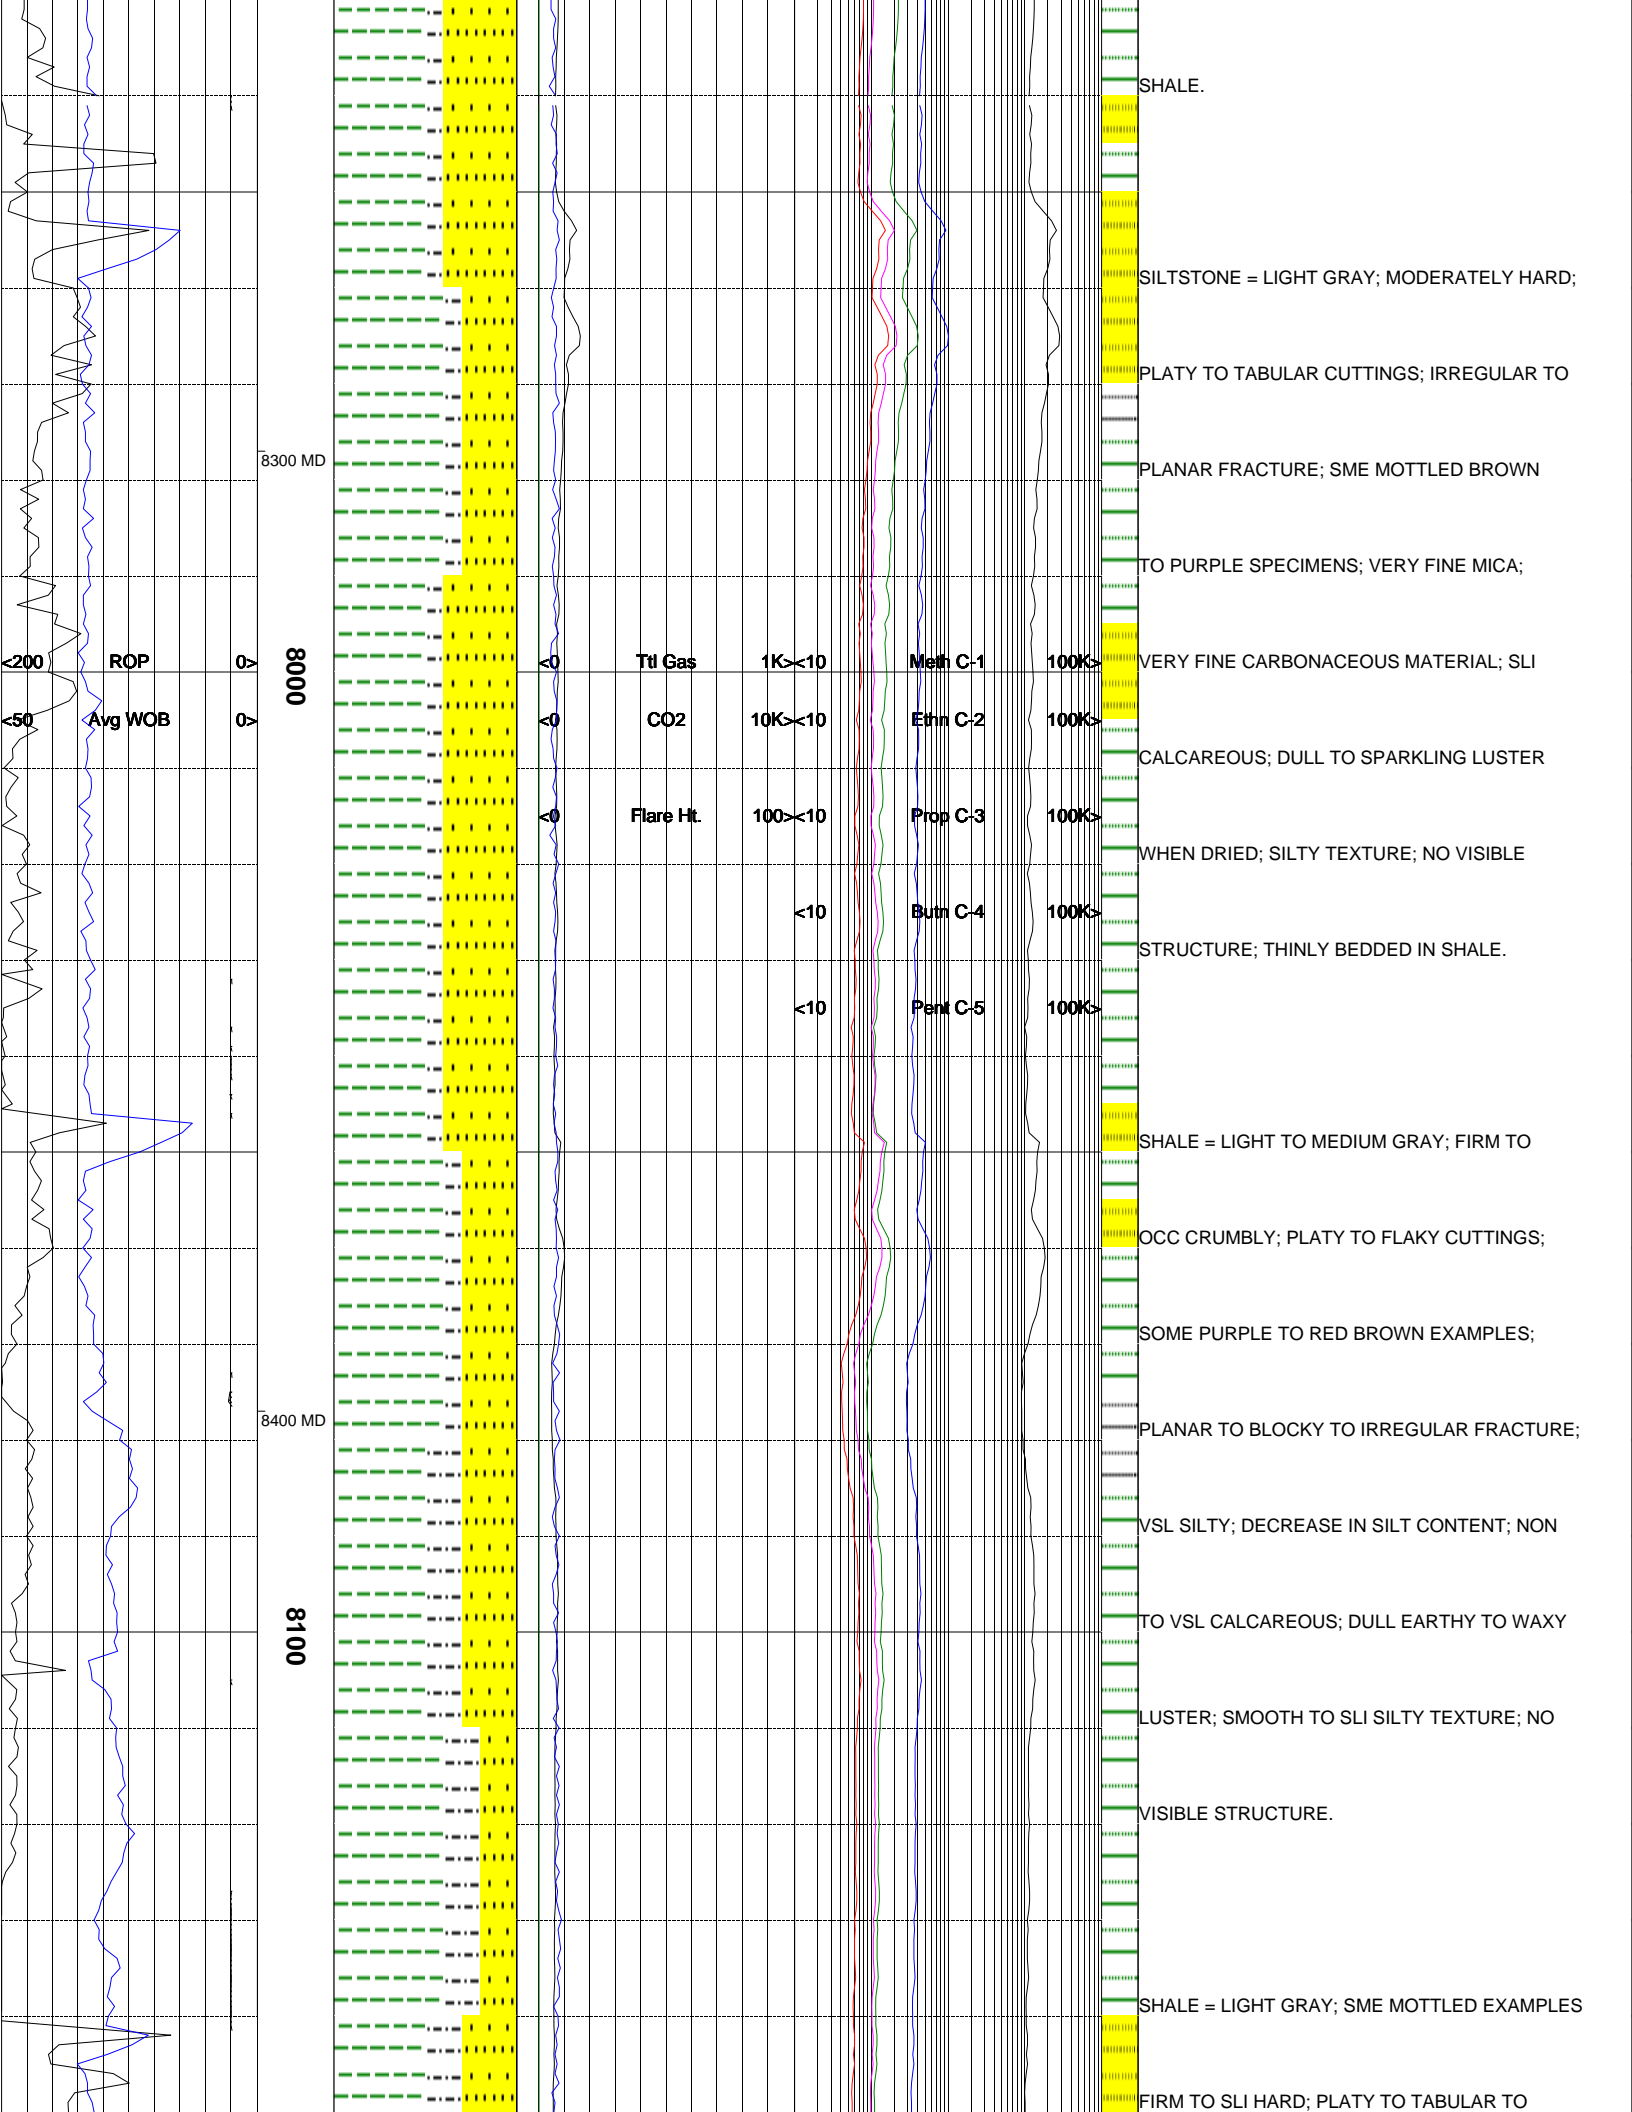 SHALE.
SILTSTONE = LIGHT GRAY; MODERATELY HARD;
PLATY TO TABULAR CUTTINGS; IRREGULAR TO
8300 MD
PLANAR FRACTURE; SME MOTTLED BROWN
TO PURPLE SPECIMENS; VERY FINE MICA;
<200 ROP 0>
8000
<0 Ttl Gas 1K><10 Meth C-1 100K>
VERY FINE CARBONACEOUS MATERIAL; SLI
<50 Avg WOB 0>
<0 CO2 10K><10 Ethn C-2 100K>
CALCAREOUS; DULL TO SPARKLING LUSTER
<0 Flare Ht. 100><10 Prop C-3 100K>
WHEN DRIED; SILTY TEXTURE; NO VISIBLE
<10 Butn C-4 100K>
STRUCTURE; THINLY BEDDED IN SHALE.
<10 Pent C-5 100K>
SHALE = LIGHT TO MEDIUM GRAY; FIRM TO
OCC CRUMBLY; PLATY TO FLAKY CUTTINGS;
SOME PURPLE TO RED BROWN EXAMPLES;
8400 MD
PLANAR TO BLOCKY TO IRREGULAR FRACTURE;
VSL SILTY; DECREASE IN SILT CONTENT; NON
8100
TO VSL CALCAREOUS; DULL EARTHY TO WAXY
LUSTER; SMOOTH TO SLI SILTY TEXTURE; NO
VISIBLE STRUCTURE.
SHALE = LIGHT GRAY; SME MOTTLED EXAMPLES
FIRM TO SLI HARD; PLATY TO TABULAR TO